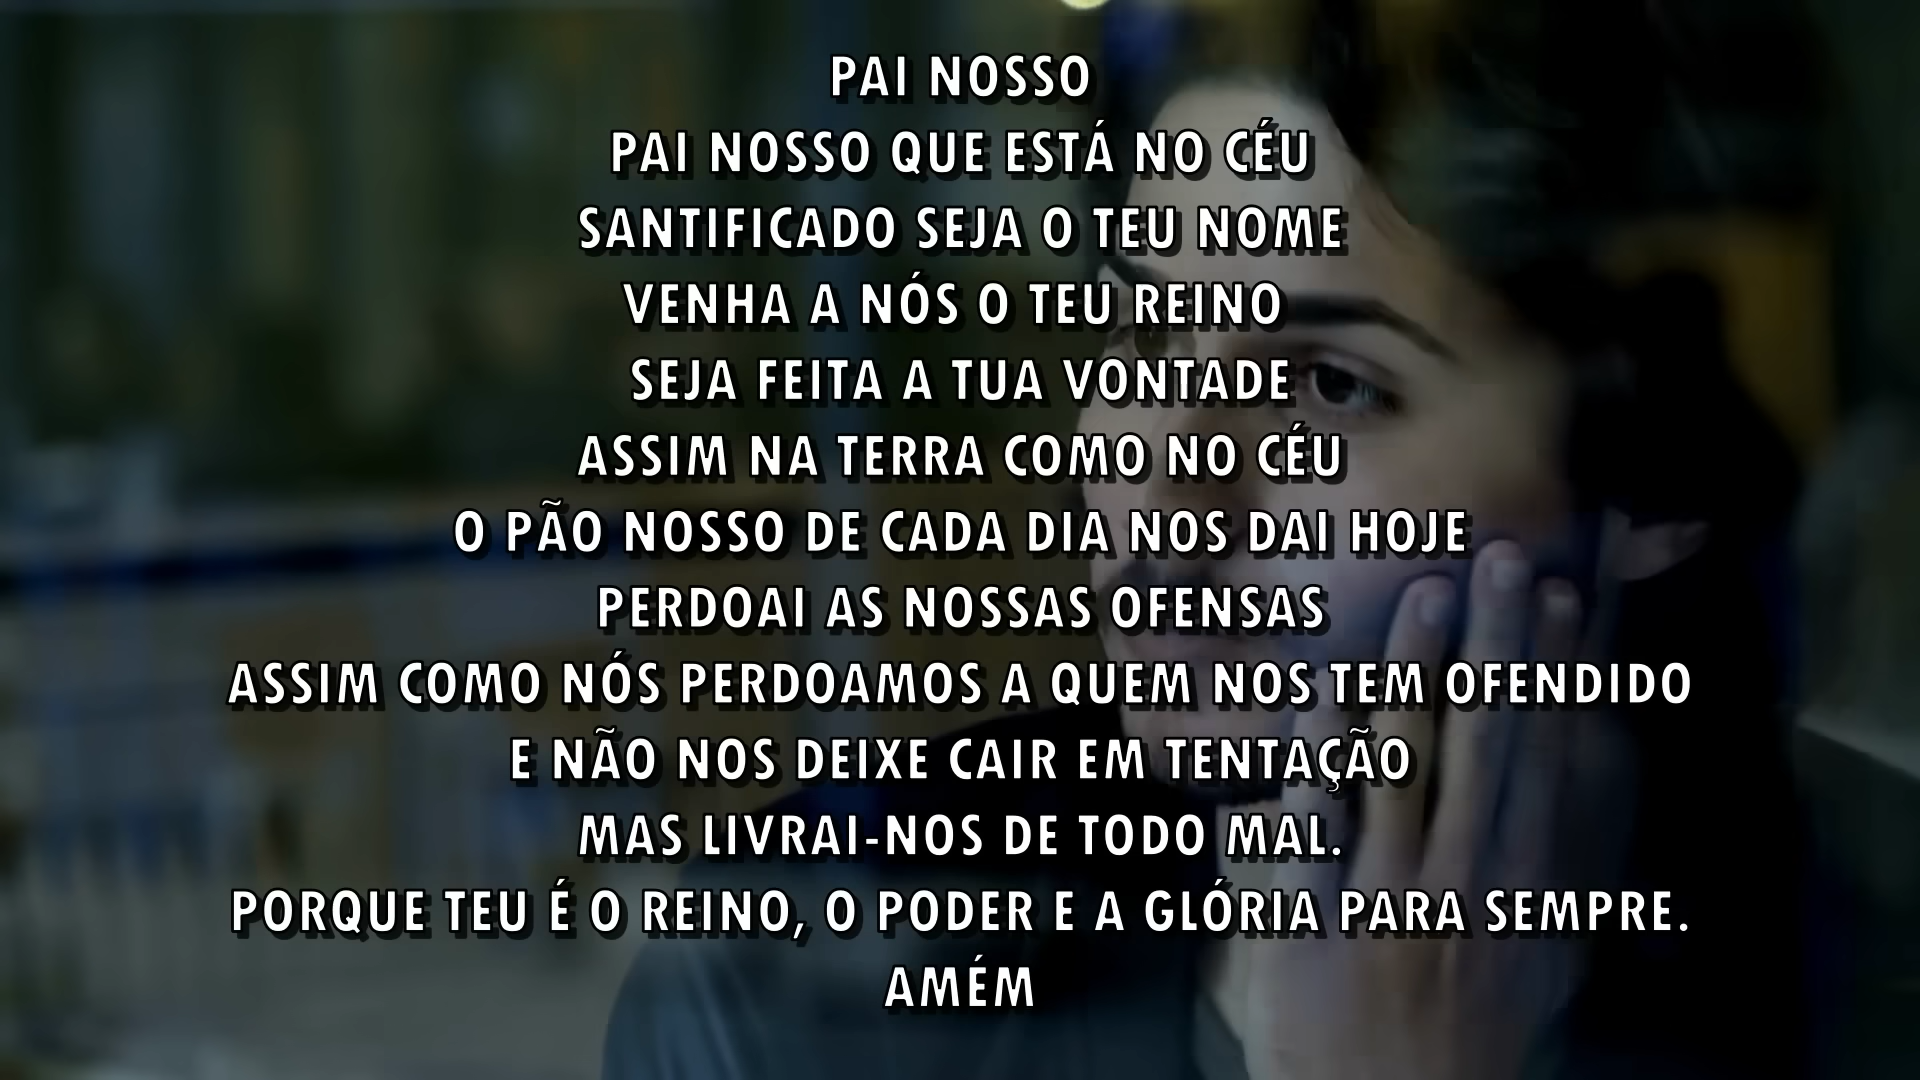 PAI NOSSO
PAI NOSSO QUE ESTÁ NO CÉU
SANTIFICADO SEJA O TEU NOME
VENHA A NÓS O TEU REINO
SEJA FEITA A TUA VONTADE
ASSIM NA TERRA COMO NO CÉU
O PÃO NOSSO DE CADA DIA NOS DAI HOJE
PERDOAI AS NOSSAS OFENSAS
ASSIM COMO NÓS PERDOAMOS A QUEM NOS TEM OFENDIDO
E NÃO NOS DEIXE CAIR EM TENTAÇÃO
MAS LIVRAI-NOS DE TODO MAL.
PORQUE TEU É O REINO, O PODER E A GLÓRIA PARA SEMPRE.
AMÉM